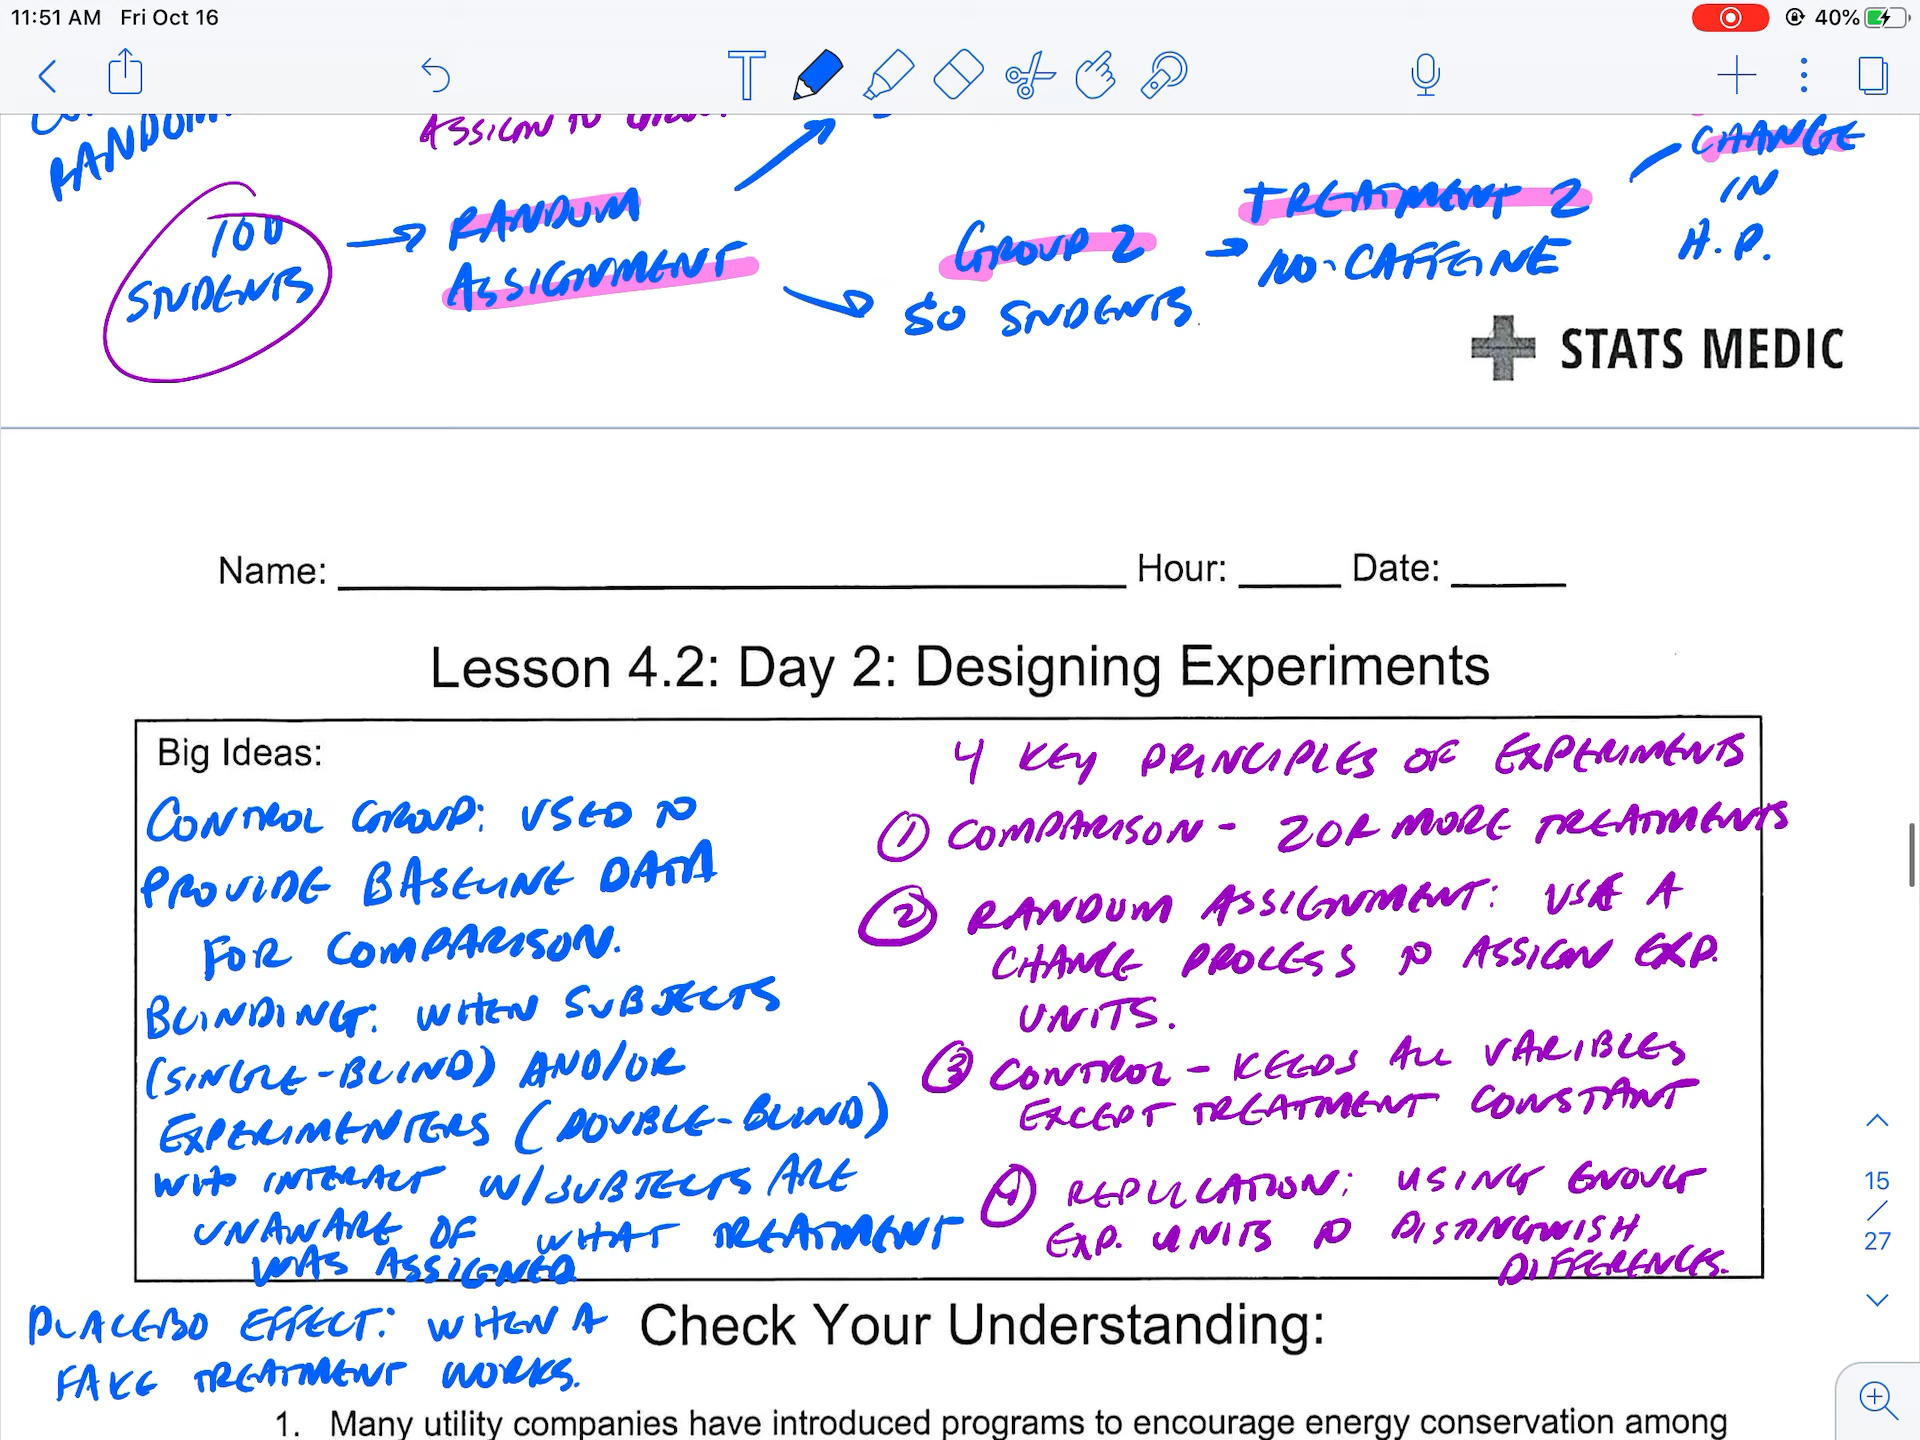 11:51 AM Fri Oct 16
40%
RANDOM
ASSIGN TO
100
STUDENTS
RANDOM
ASSIGNMENT
GROUP 2
50 STUDENTS
TREATMENT 2
NO CAFFEINE
CHANGE
IN
H.P.
STATS MEDIC
Name: Hour: Date:
Lesson 4.2: Day 2: Designing Experiments
Big Ideas:
CONTROL GROUP: USED TO
PROVIDE BASELINE DATA
FOR COMPARISON.
BLINDING: WHEN SUBJECTS
(SINGLE-BLIND) AND/OR
EXPERIMENTERS (DOUBLE-BLIND)
WHO INTERACT W/SUBJECTS ARE
UNAWARE OF WHAT TREATMENT
WAS ASSIGNED
PLACEBO EFFECT: WHEN A
FAKE TREATMENT WORKS.
4 KEY PRINCIPLES OF EXPERIMENTS
1 COMPARISON - 2 OR MORE TREATMENTS
2 RANDOM ASSIGNMENT: USE A
CHANCE PROCESS TO ASSIGN EXP.
UNITS.
3 CONTROL - KEEPS ALL VARIBLES
EXCEPT TREATMENT CONSTANT
4 REPLICATION: USING ENOUGH
EXP. UNITS TO DISTINGUISH
DIFFERENCES.
Check Your Understanding:
1. Many utility companies have introduced programs to encourage energy conservation among
15
/
27